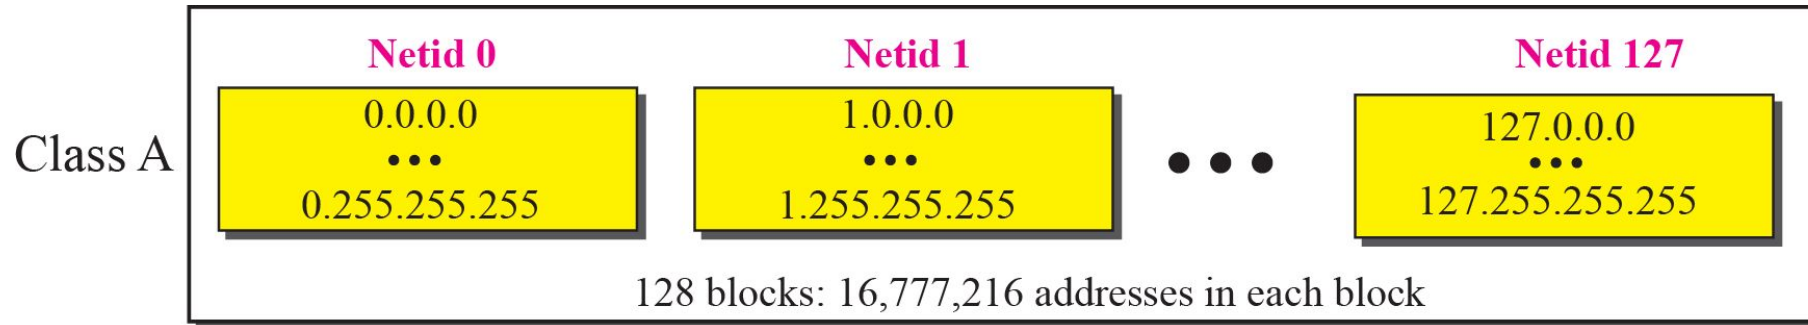 Netid 0
0.0.0.0
•••
0.255.255.255
Netid 1
1.0.0.0
•••
1.255.255.255
•••
Netid 127
127.0.0.0
•••
127.255.255.255
Class A
128 blocks: 16,777,216 addresses in each block